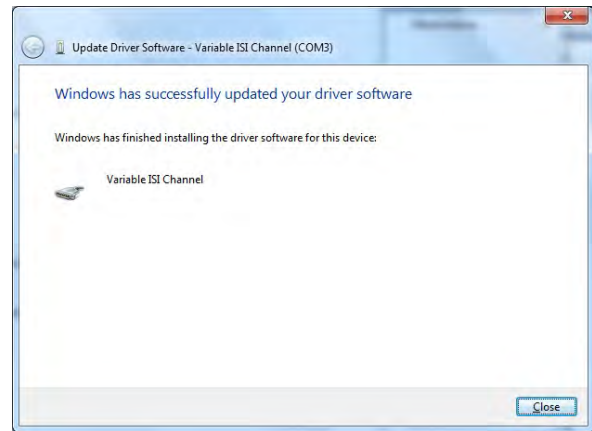 Update Driver Software - Variable ISI Channel (COM3)
Windows has successfully updated your driver software
Windows has finished installing the driver software for this device:
Variable ISI Channel
Close